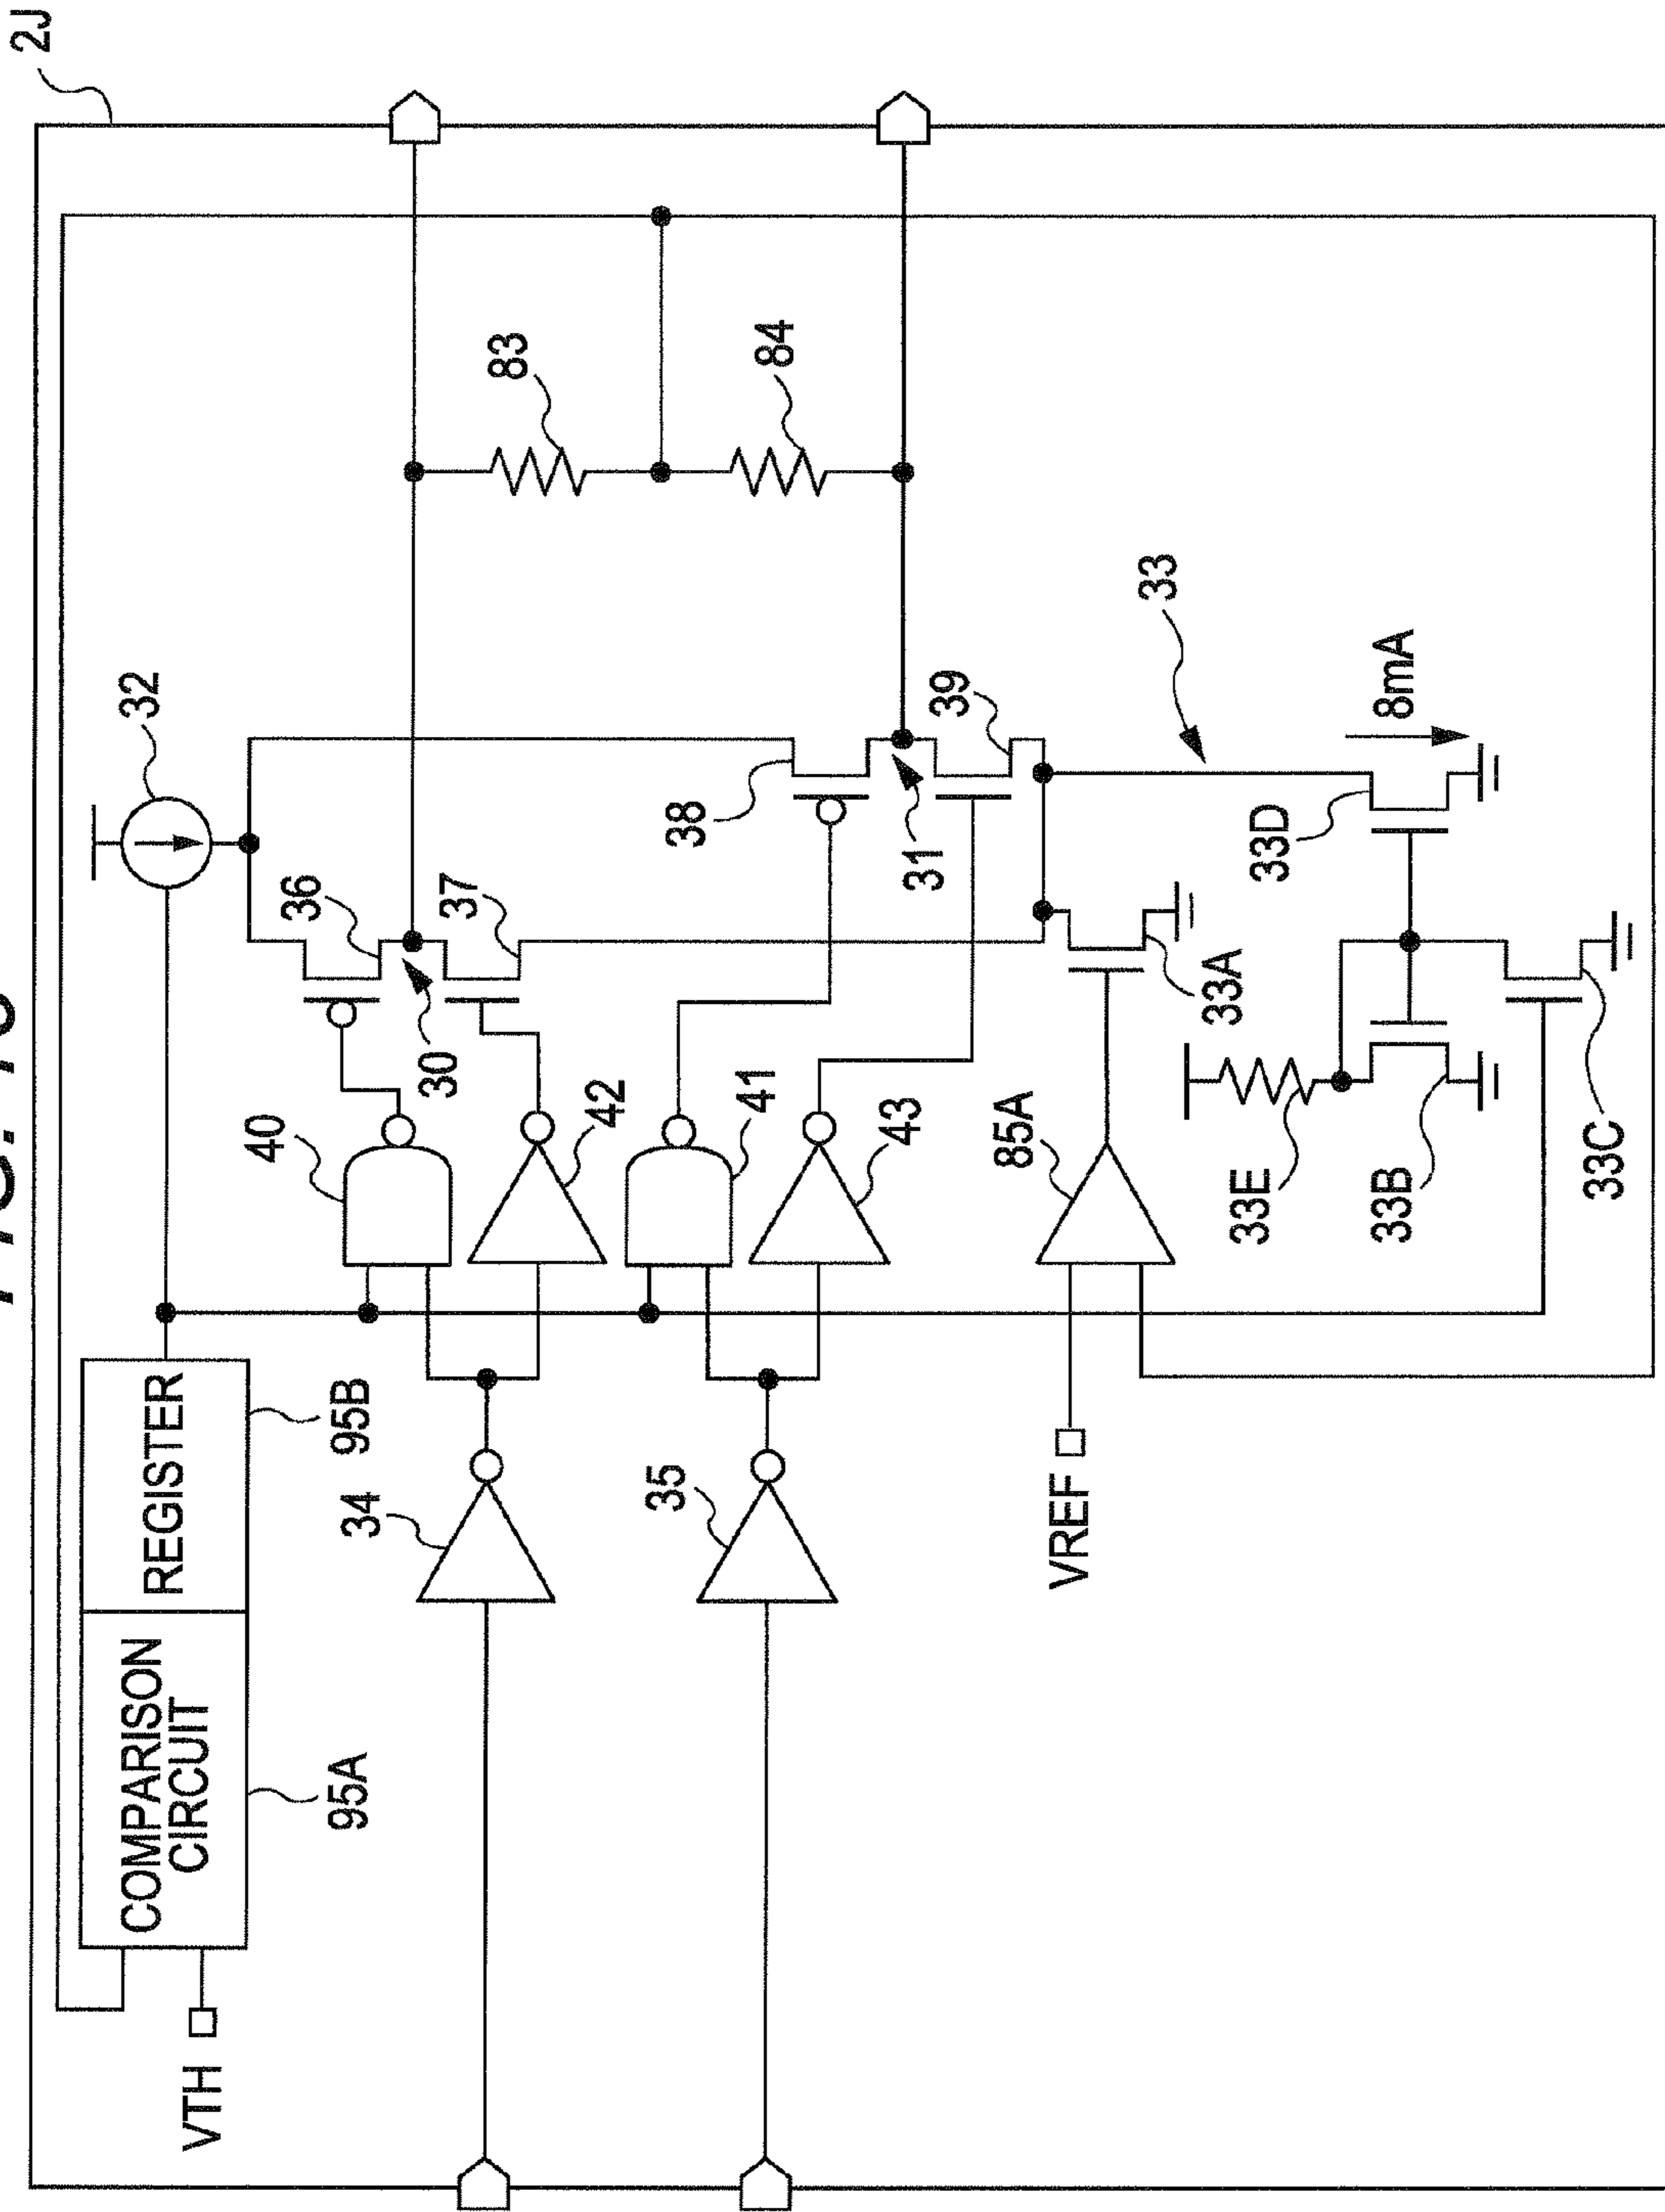 2J
COMPARISON
CIRCUIT
REGISTER
32
VTH
40
36
95A
95B
34
30
37
83
42
35
38
41
84
43
31
39
85A
VREF
33
33A
33E
33D
33B
8mA
33C